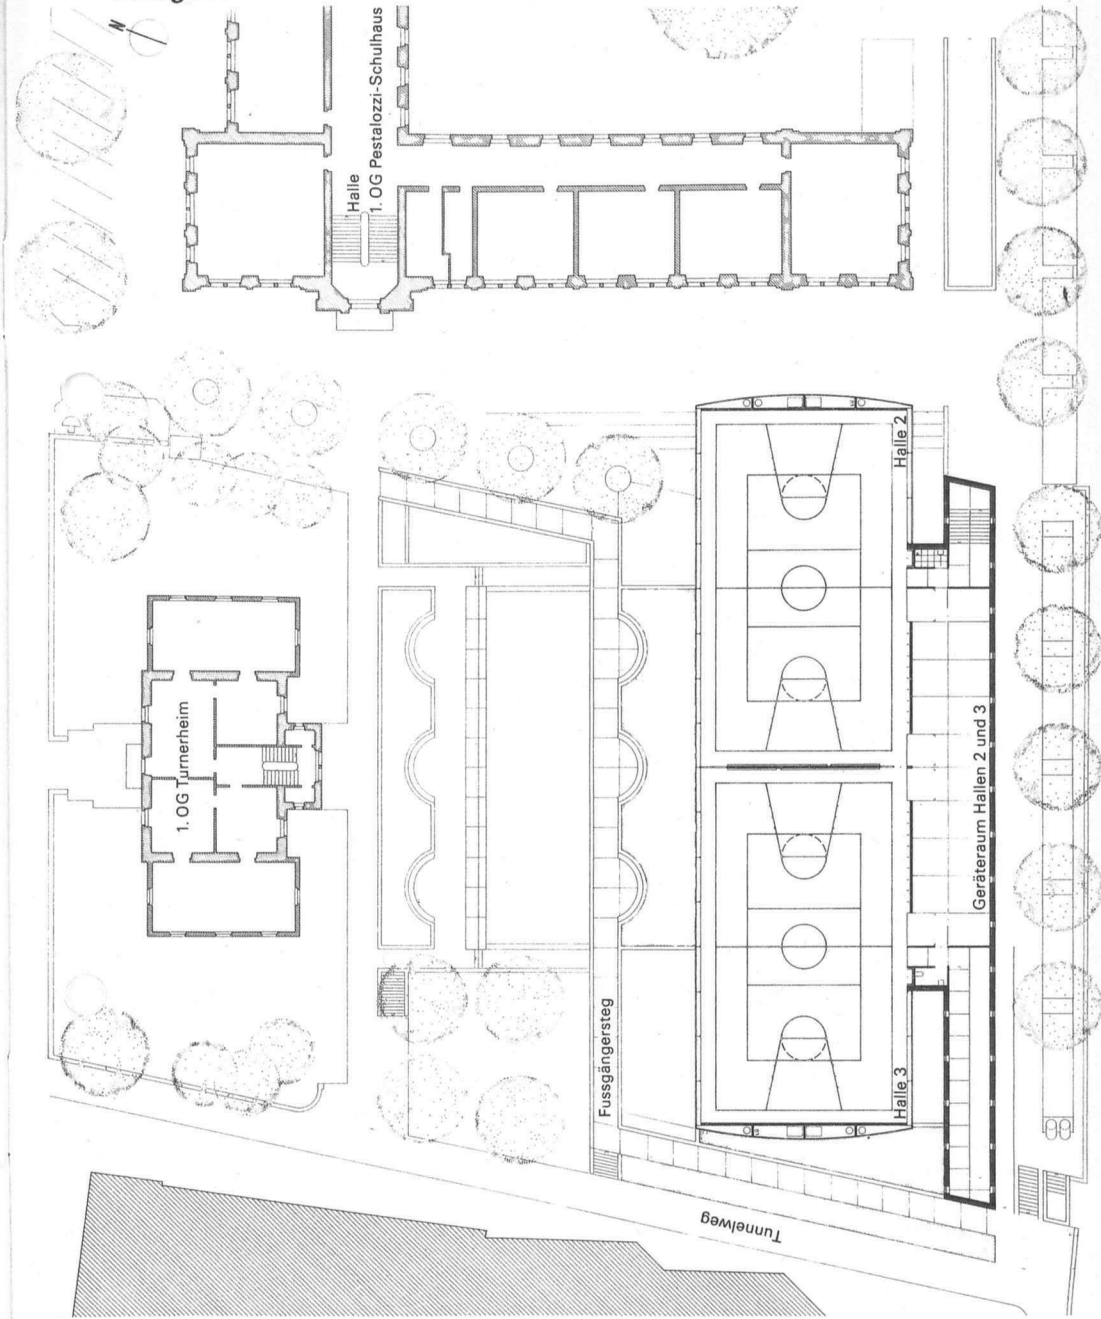 N
Halle
1. OG Pestalozzi-Schulhaus
Halle 2
1. OG Turnerheim
Geräteraum Hallen 2 und 3
Fussgängersteg
Halle 3
Tunnelweg